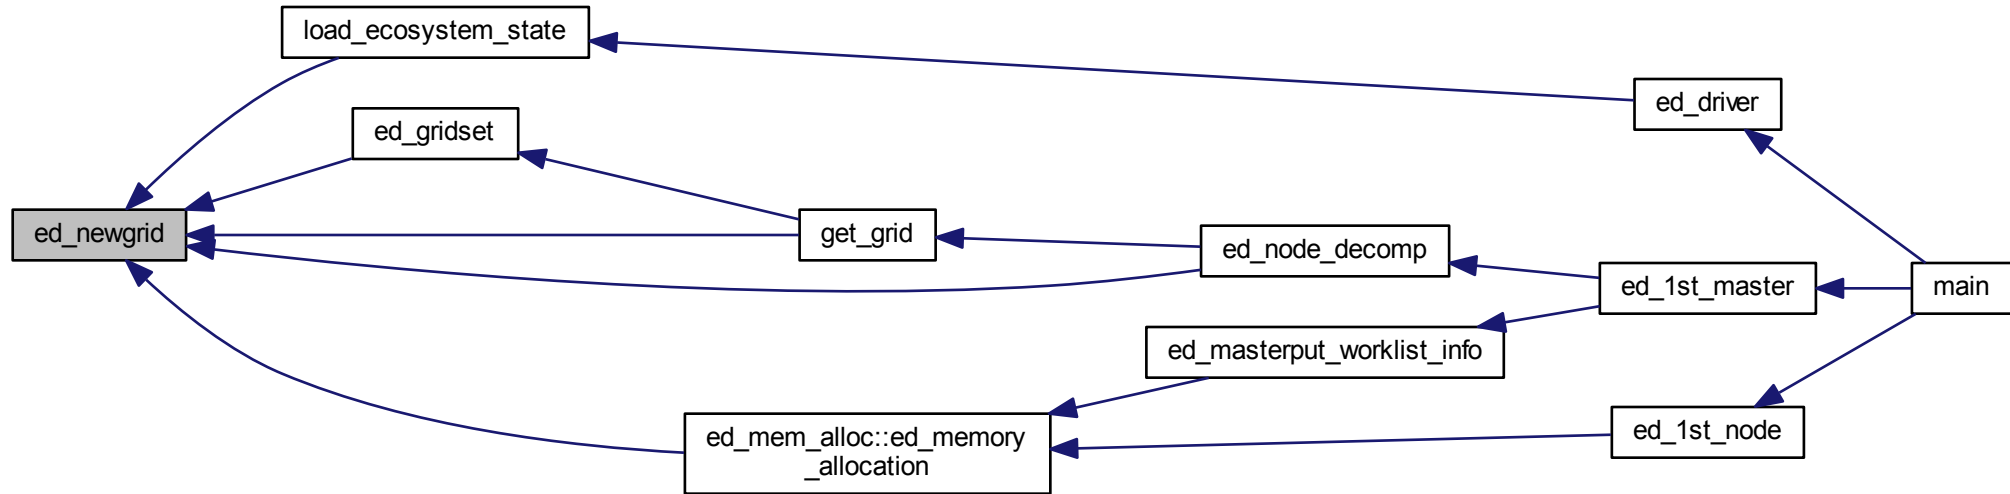 load_ecosystem_state
ed_driver
ed_gridset
ed_newgrid
get_grid
ed_node_decomp
ed_1st_master
main
ed_masterput_worklist_info
ed_mem_alloc::ed_memory
_allocation
ed_1st_node